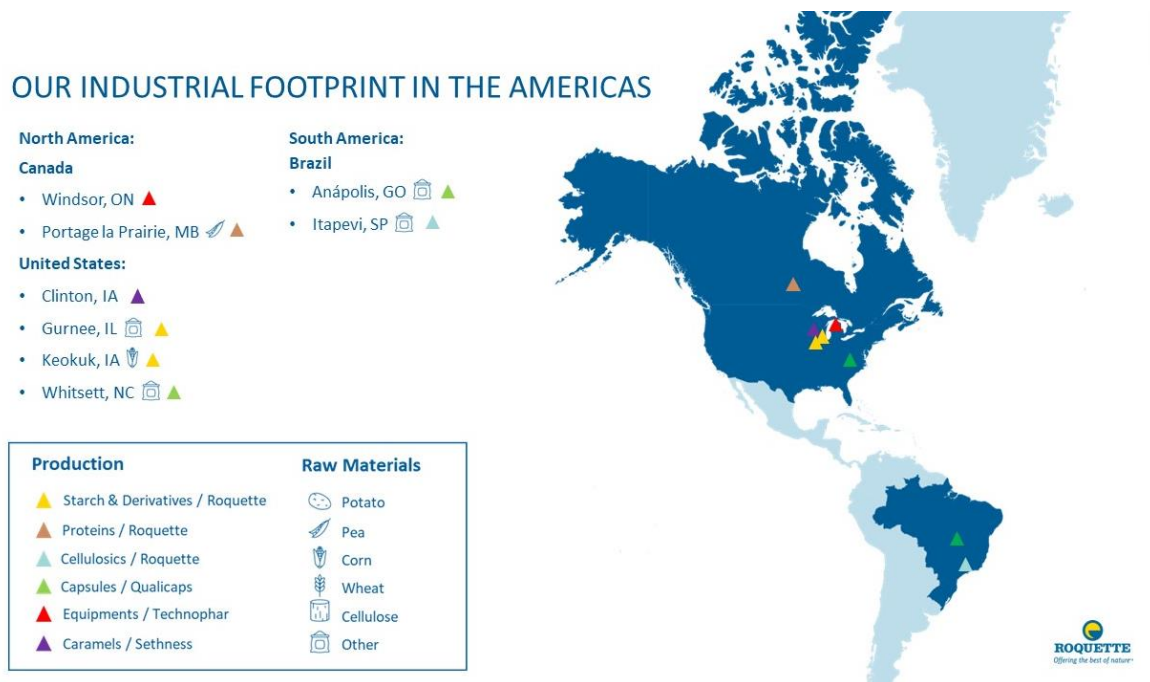 OUR INDUSTRIAL FOOTPRINT IN THE AMERICAS
North America:
Canada
• Windsor, ON
• Portage la Prairie, MB
United States:
• Clinton, IA
• Gurnee, IL
• Keokuk, IA
• Whitsett, NC
South America:
Brazil
• Anápolis, GO
• Itapevi, SP
Production
Starch & Derivatives / Roquette
Proteins / Roquette
Cellulosics / Roquette
Capsules / Qualicaps
Equipments / Technophar
Caramels / Sethness
Raw Materials
Potato
Pea
Corn
Wheat
Cellulose
Other
ROQUETTE
Offering the best of nature™